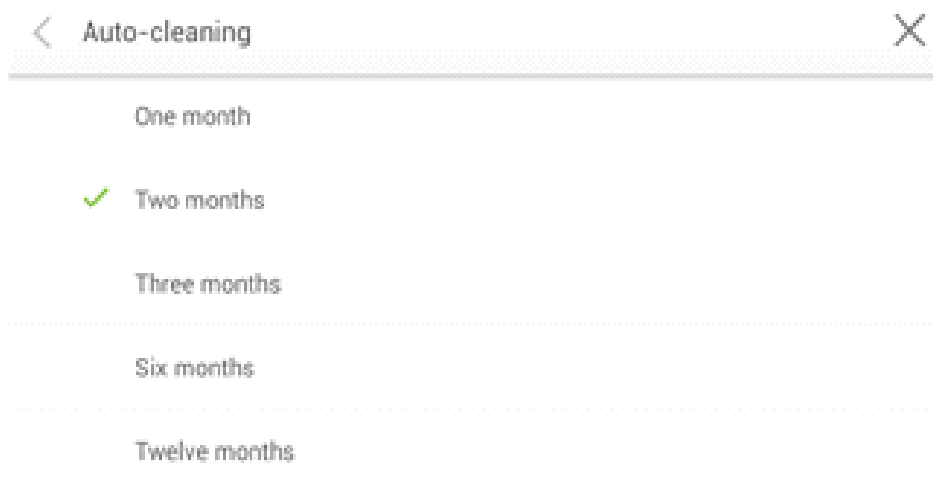 Auto-cleaning
One month
Two months
Three months
Six months
Twelve months